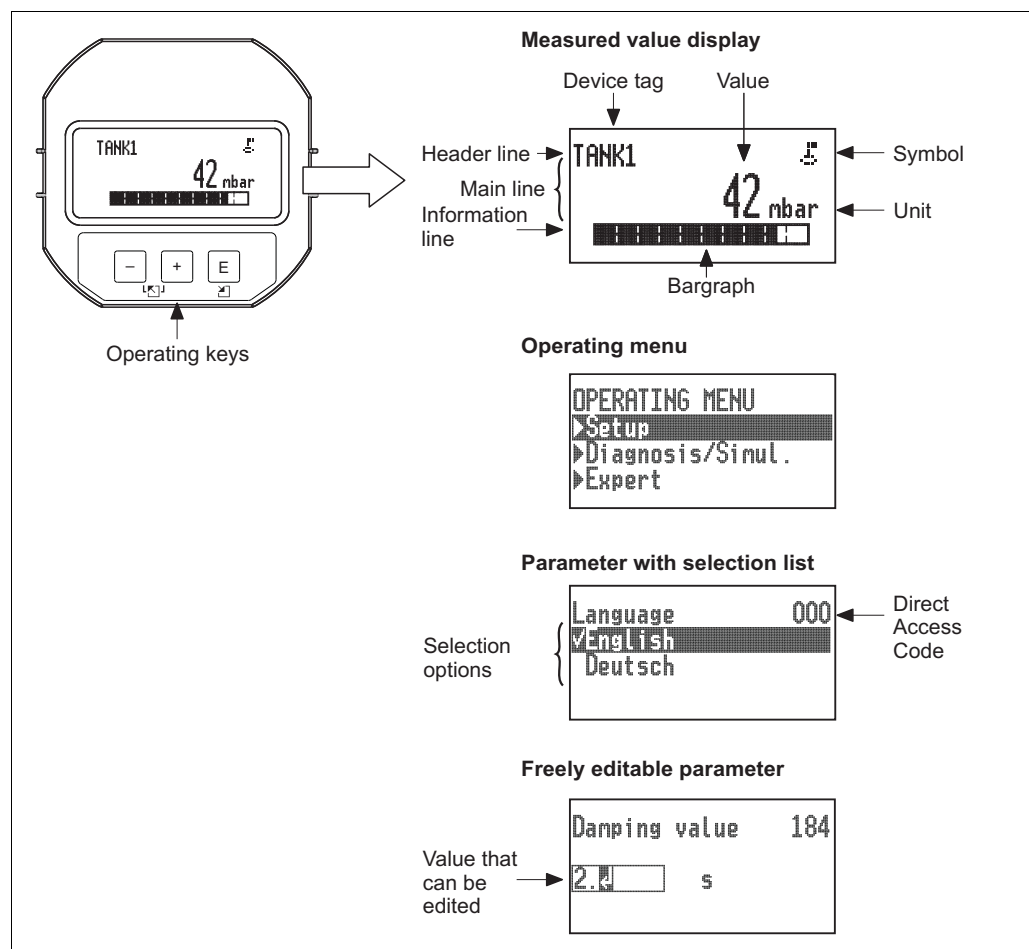 TANK1
42 mbar
– + E
Operating keys
Measured value display
Device tag Value
Header line
Main line
Information
line
TANK1
42 mbar
Symbol
Unit
Bargraph
Operating menu
OPERATING MENU
Setup
Diagnosis/Simul.
Expert
Parameter with selection list
Selection
options
Language 000
English
Deutsch
Direct
Access
Code
Freely editable parameter
Value that
can be
edited
Damping value 184
2. s